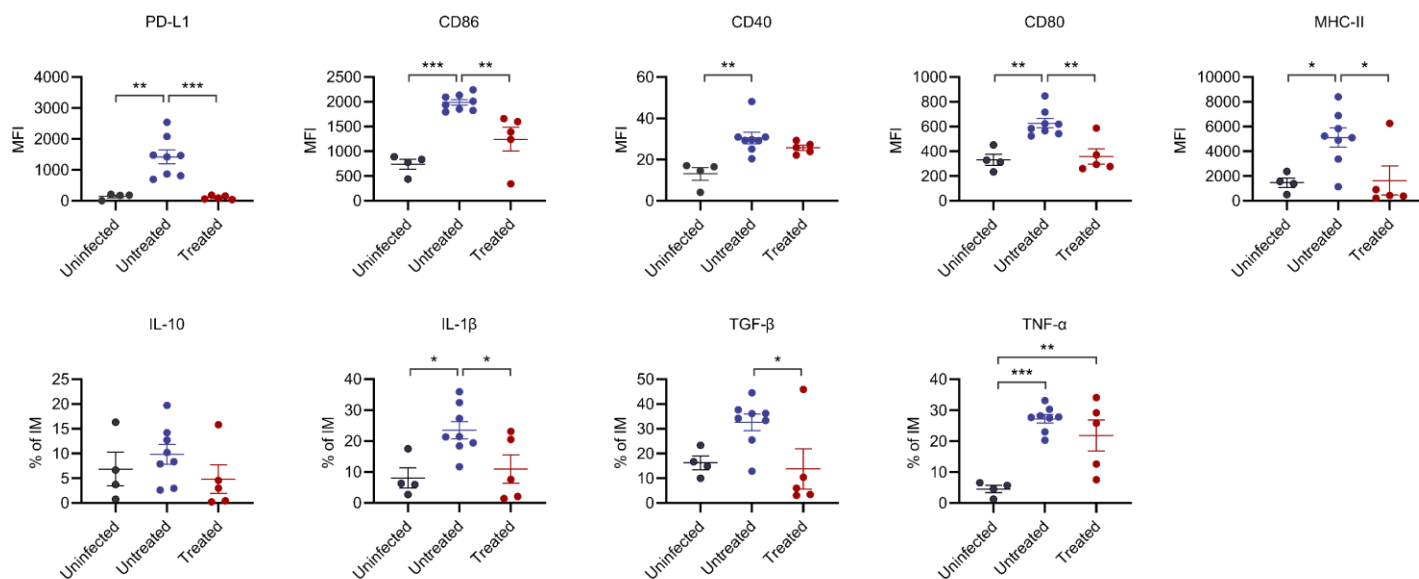 PD-L1
CD86
CD40
CD80
MHC-II
** ***
*** **
**
** **
* *
MFI
4000
3000
2000
1000
0
Uninfected
Untreated
Treated
MFI
2500
2000
1500
1000
500
0
Uninfected
Untreated
Treated
MFI
60
40
20
0
Uninfected
Untreated
Treated
MFI
1000
800
600
400
200
0
Uninfected
Untreated
Treated
MFI
10000
8000
6000
4000
2000
0
Uninfected
Untreated
Treated
IL-10
IL-1β
TGF-β
TNF-α
* *
*
**
***
% of IM
25
20
15
10
5
0
Uninfected
Untreated
Treated
% of IM
40
30
20
10
0
Uninfected
Untreated
Treated
% of IM
50
40
30
20
10
0
Uninfected
Untreated
Treated
% of IM
40
30
20
10
0
Uninfected
Untreated
Treated